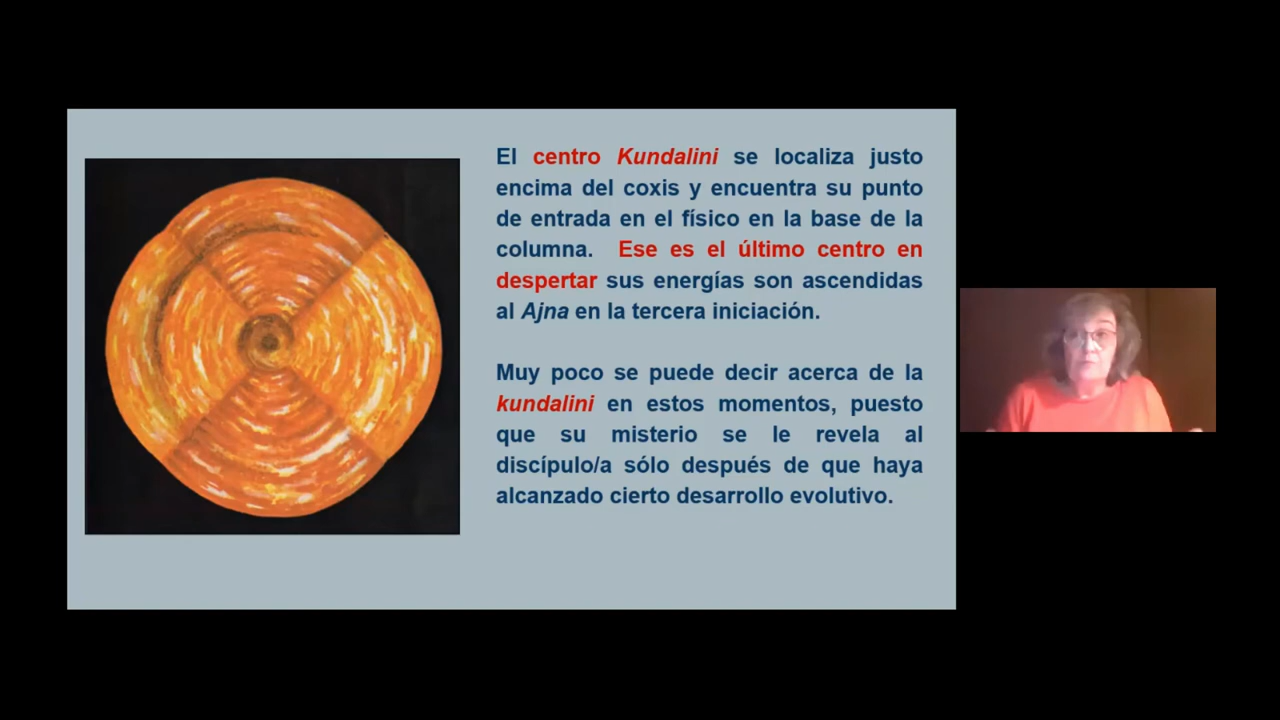 El centro Kundalini se localiza justo
encima del coxis y encuentra su punto
de entrada en el físico en la base de la
columna. Ese es el último centro en
despertar sus energías son ascendidas
al Ajna en la tercera iniciación.
Muy poco se puede decir acerca de la
kundalini en estos momentos, puesto
que su misterio se le revela al
discípulo/a sólo después de que haya
alcanzado cierto desarrollo evolutivo.